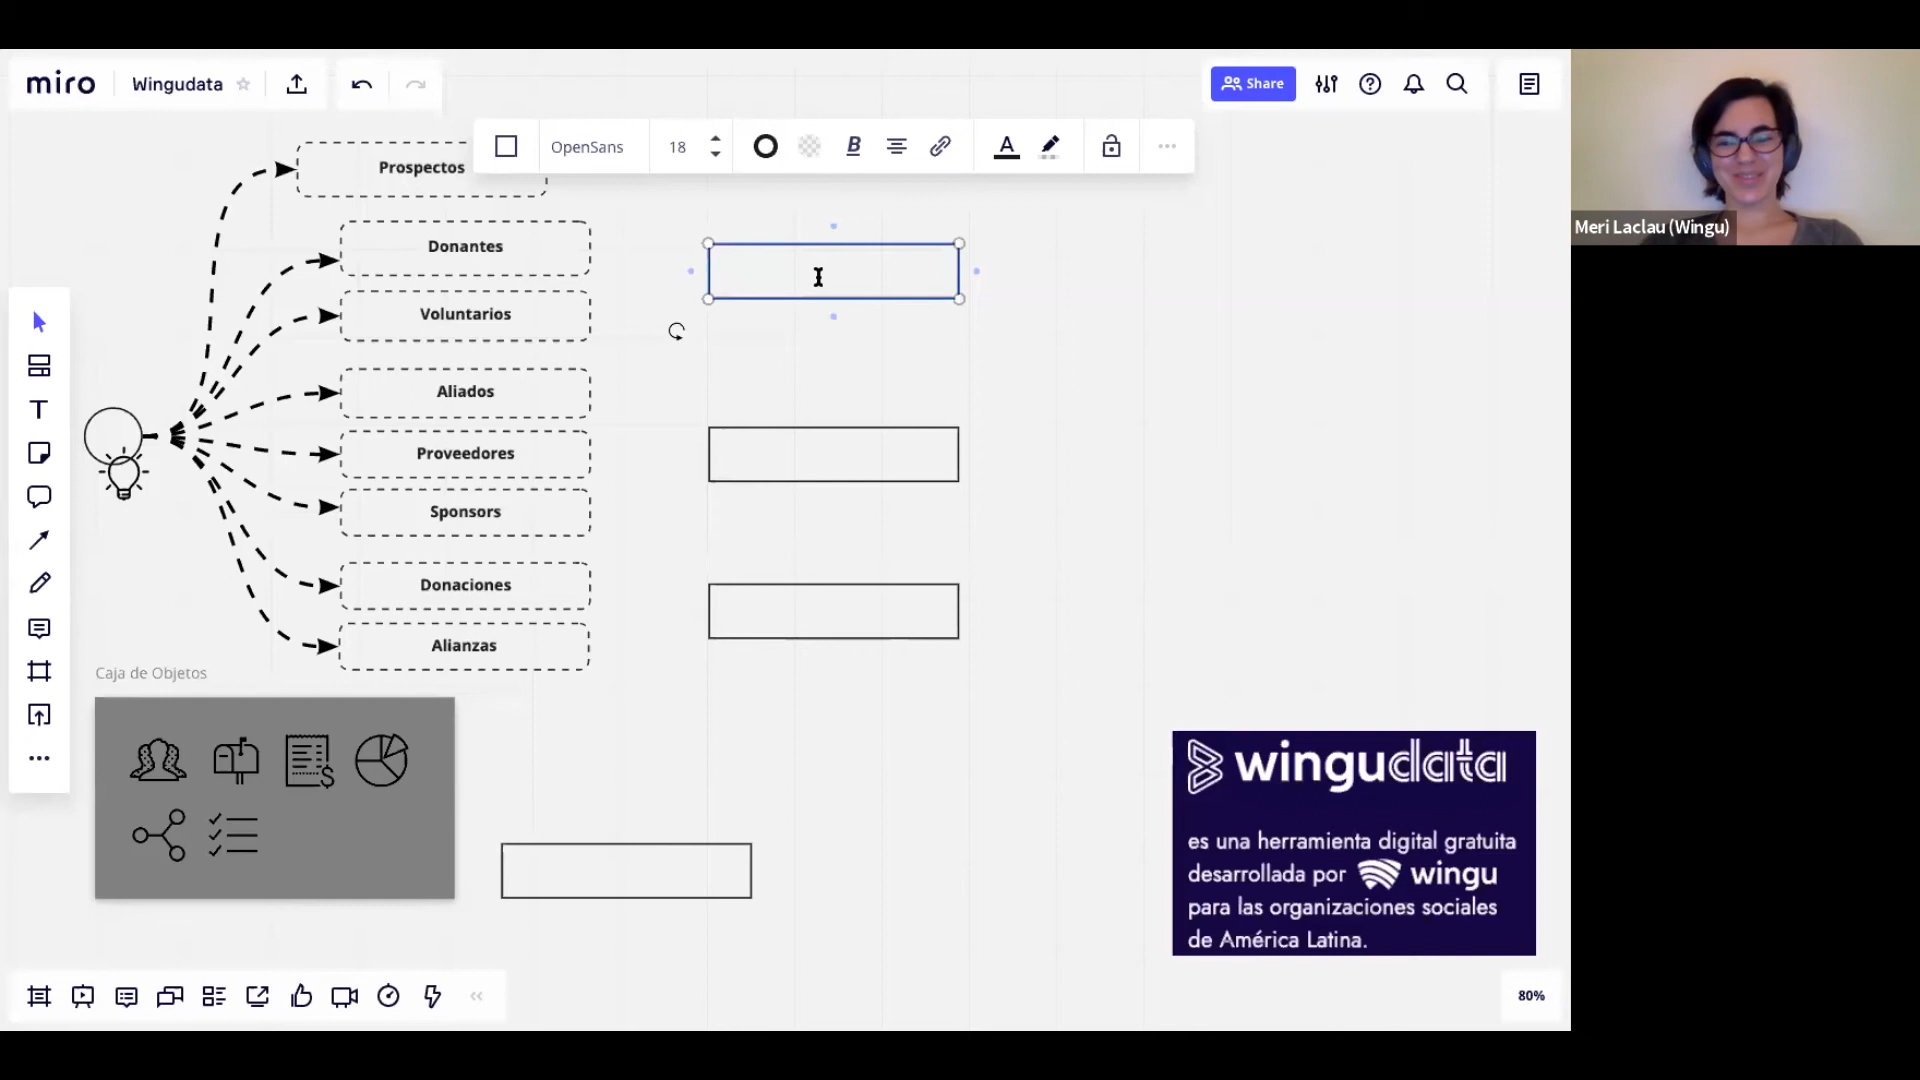 miro
Wingudata
Share
OpenSans
18
B
A
Meri Laclau (Wingu)
Prospectos
Donantes
Voluntarios
Aliados
Proveedores
Sponsors
Donaciones
Alianzas
T
Caja de Objetos
$
wingudata
es una herramienta digital gratuita
desarrollada por wingu
para las organizaciones sociales
de América Latina.
80%